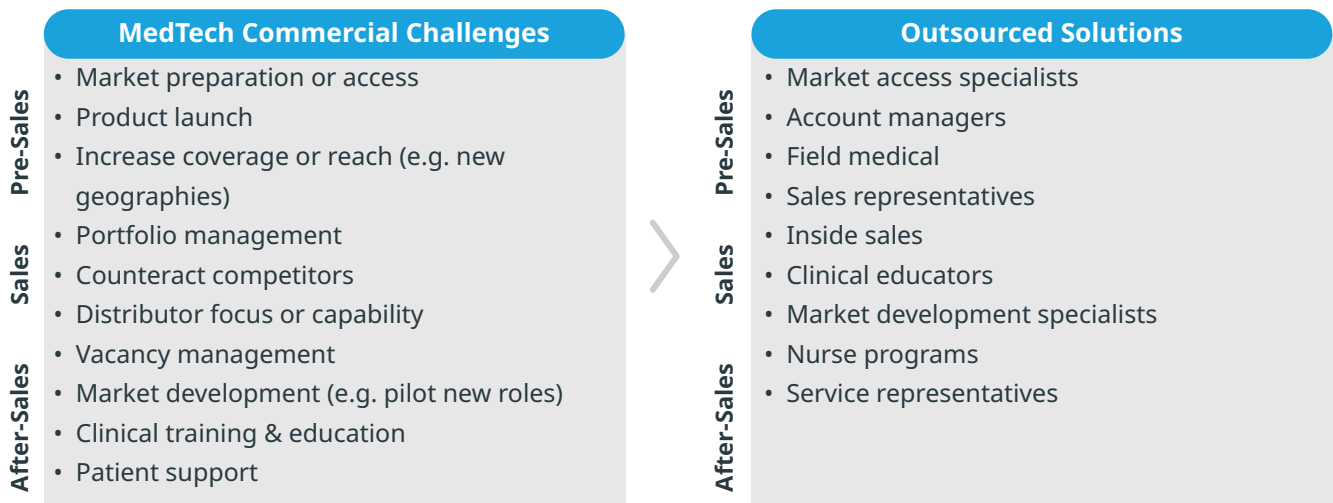 MedTech Commercial Challenges
Pre-Sales
Sales
After-Sales
• Market preparation or access
• Product launch
• Increase coverage or reach (e.g. new
geographies)
• Portfolio management
• Counteract competitors
• Distributor focus or capability
• Vacancy management
• Market development (e.g. pilot new roles)
• Clinical training & education
• Patient support
Outsourced Solutions
Pre-Sales
Sales
After-Sales
• Market access specialists
• Account managers
• Field medical
• Sales representatives
• Inside sales
• Clinical educators
• Market development specialists
• Nurse programs
• Service representatives